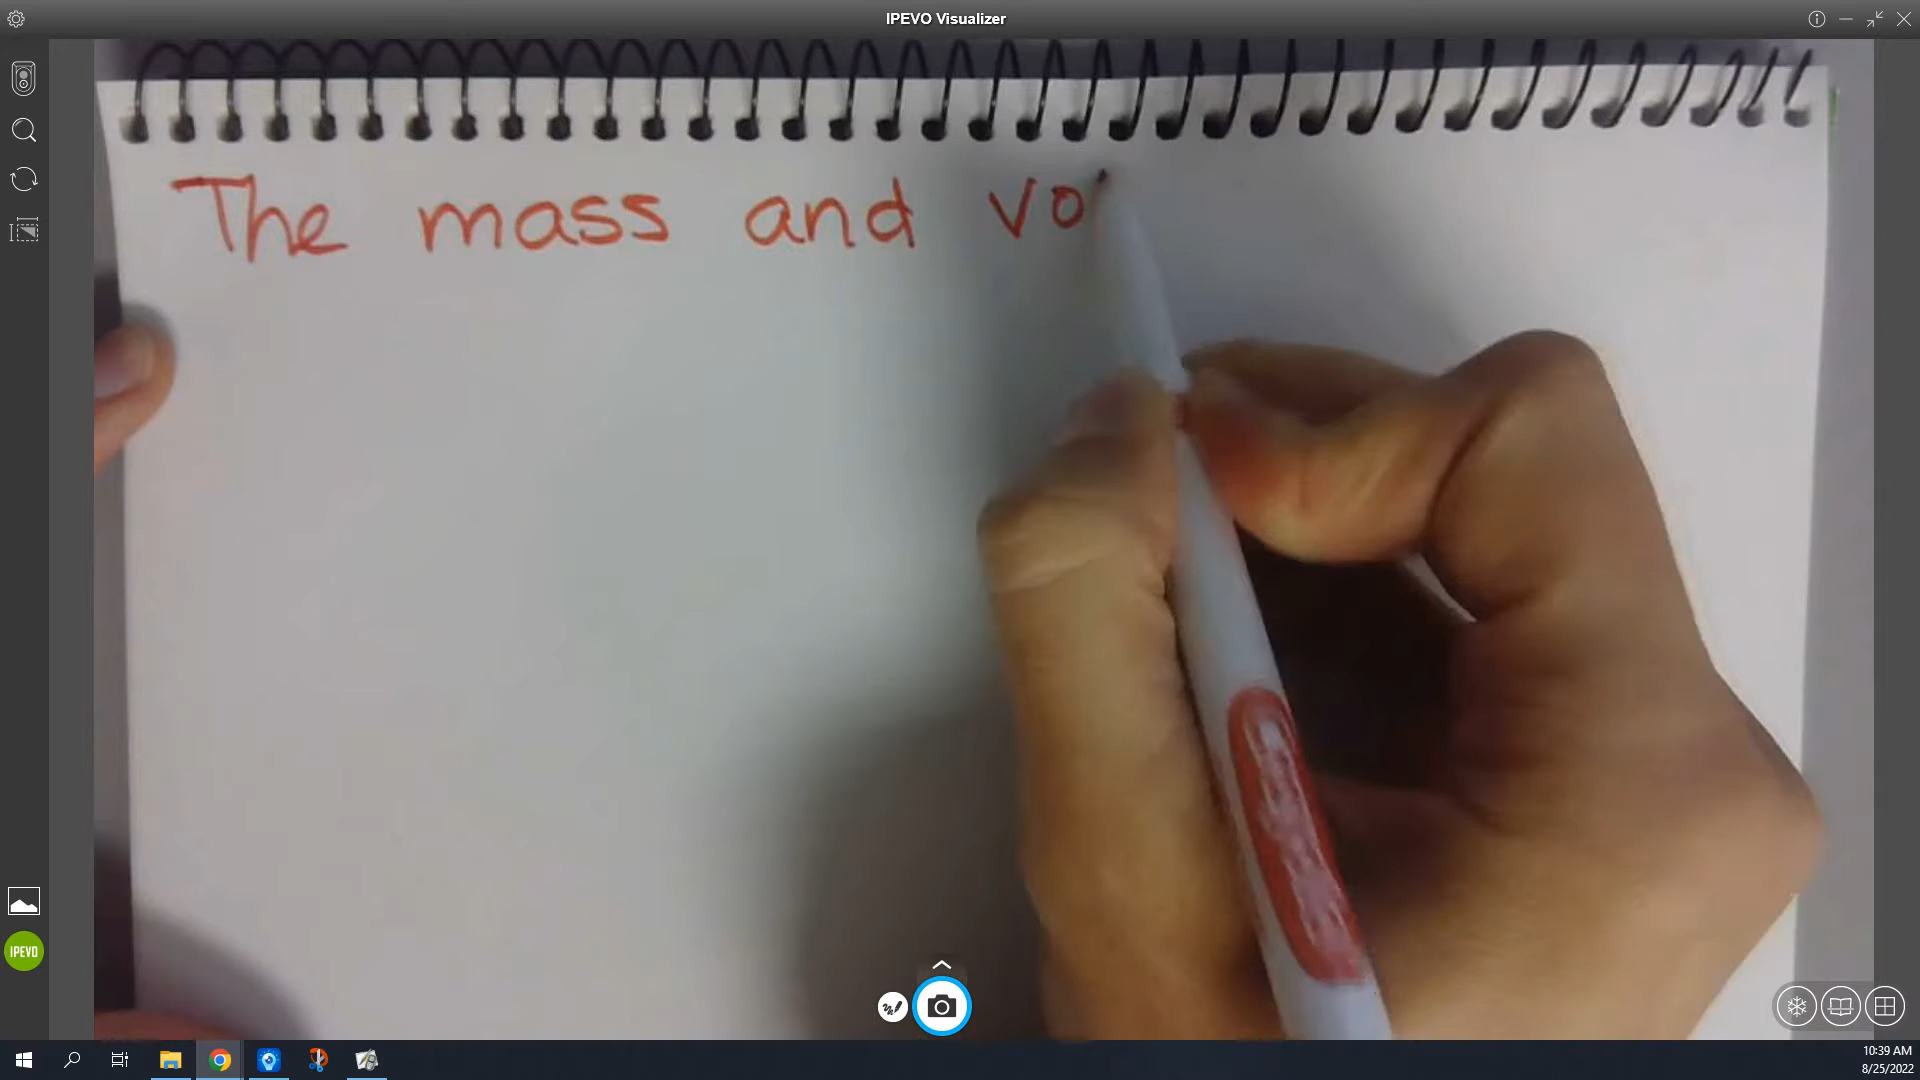 IPEVO Visualizer
The mass and vo
IPEVO
10:39 AM
8/25/2022